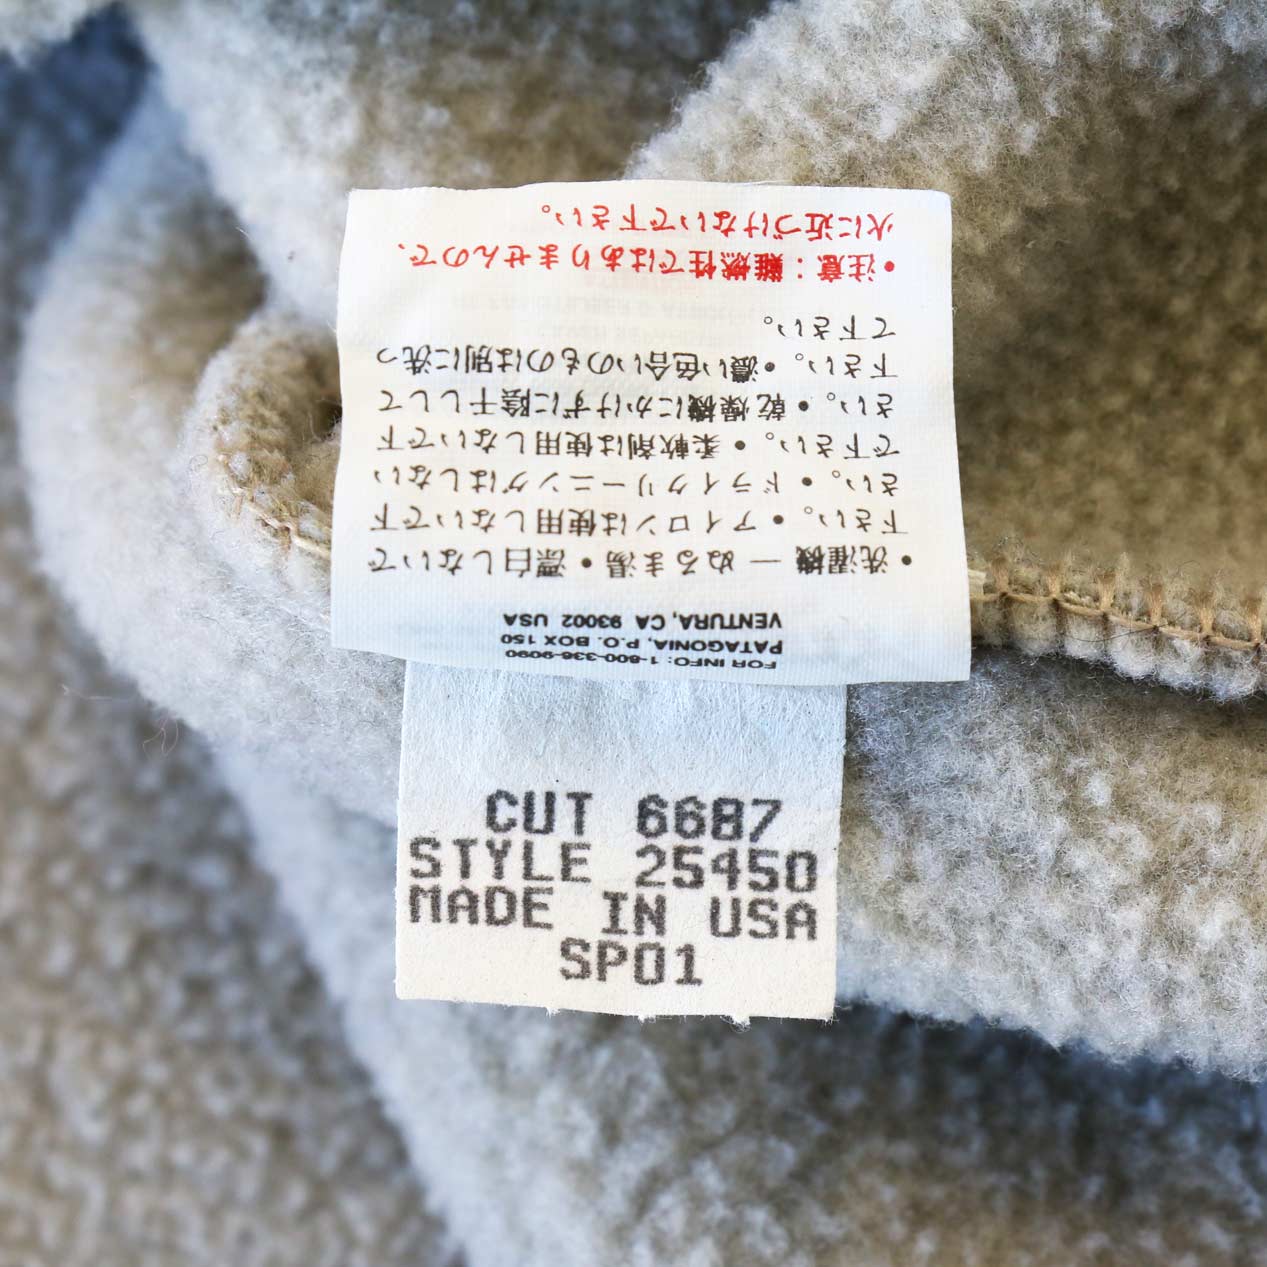 FOR INFO: 1-800-336-9090
PATAGONIA, P.O. BOX 150
VENTURA, CA 93002 USA
•洗濯機 — ぬるま湯•漂白しないで
下さい。•アイロンは使用しないで下
さい。•ドライクリーニングはしない
で下さい。•柔軟剤は使用しないで下
さい。•乾燥機にかけずに陰干しして
下さい。•濃い色合いのものは別に洗っ
て下さい。
•注意:難燃性ではありませんので、
火に近づけないで下さい。
CUT 6687
STYLE 25450
MADE IN USA
SP01